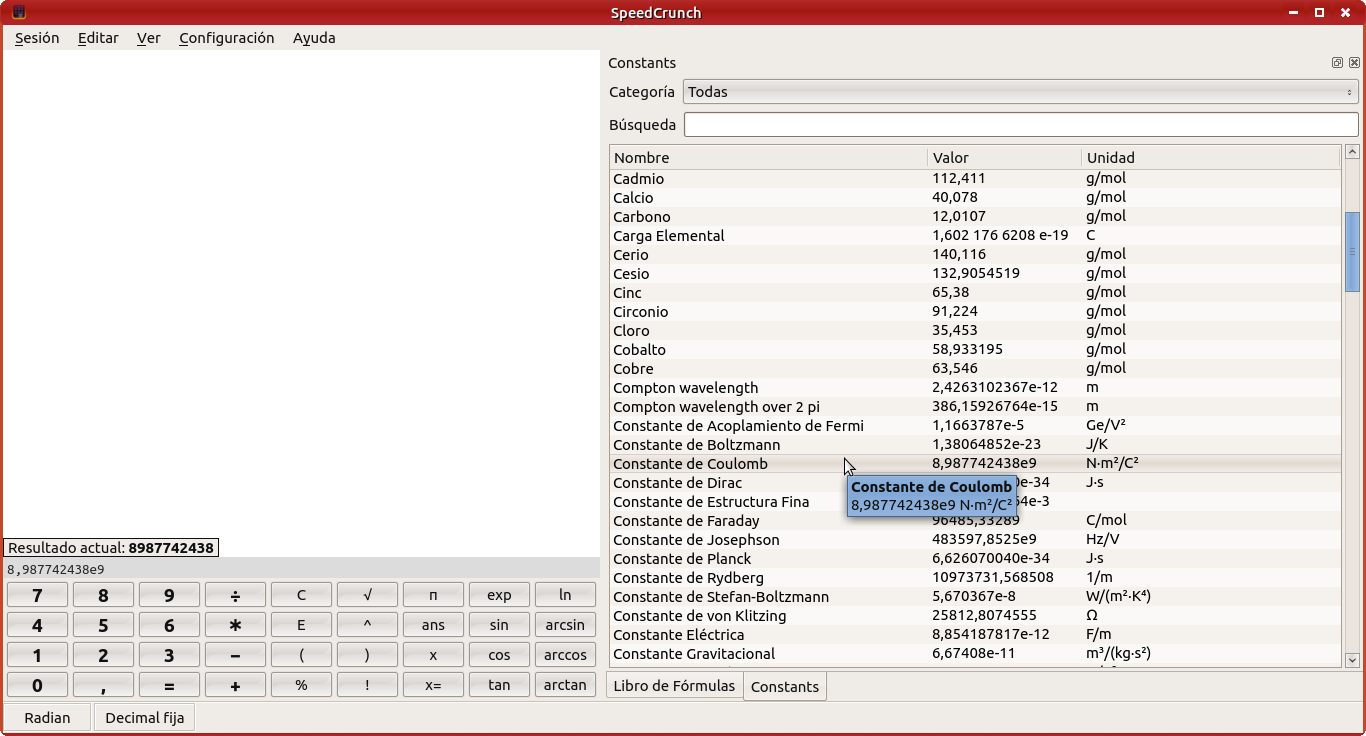 SpeedCrunch
Sesión Editar Ver Configuración Ayuda
Constants
Categoría Todas
Búsqueda
Nombre Valor Unidad
Cadmio 112,411 g/mol
Calcio 40,078 g/mol
Carbono 12,0107 g/mol
Carga Elemental 1,602 176 6208 e-19 C
Cerio 140,116 g/mol
Cesio 132,9054519 g/mol
Cinc 65,38 g/mol
Circonio 91,224 g/mol
Cloro 35,453 g/mol
Cobalto 58,933195 g/mol
Cobre 63,546 g/mol
Compton wavelength 2,4263102367e-12 m
Compton wavelength over 2 pi 386,15926764e-15 m
Constante de Acoplamiento de Fermi 1,1663787e-5 Ge/V²
Constante de Boltzmann 1,38064852e-23 J/K
Constante de Coulomb 8,987742438e9 N·m²/C²
Constante de Dirac e-34 J·s
Constante de Coulomb
8,987742438e9 N·m²/C²
Constante de Estructura Fina 64e-3
Constante de Faraday 96485,33289 C/mol
Constante de Josephson 483597,8525e9 Hz/V
Constante de Planck 6,626070040e-34 J·s
Constante de Rydberg 10973731,568508 1/m
Constante de Stefan-Boltzmann 5,670367e-8 W/(m²·K⁴)
Constante de von Klitzing 25812,8074555 Ω
Constante Eléctrica 8,854187817e-12 F/m
Constante Gravitacional 6,67408e-11 m³/(kg·s²)
Libro de Fórmulas Constants
Resultado actual: 8987742438
8,987742438e9
7 8 9 ÷ C √ π exp ln
4 5 6 ∗ E ^ ans sin arcsin
1 2 3 − ( ) x cos arccos
0 , = + % ! x= tan arctan
Radian Decimal fija